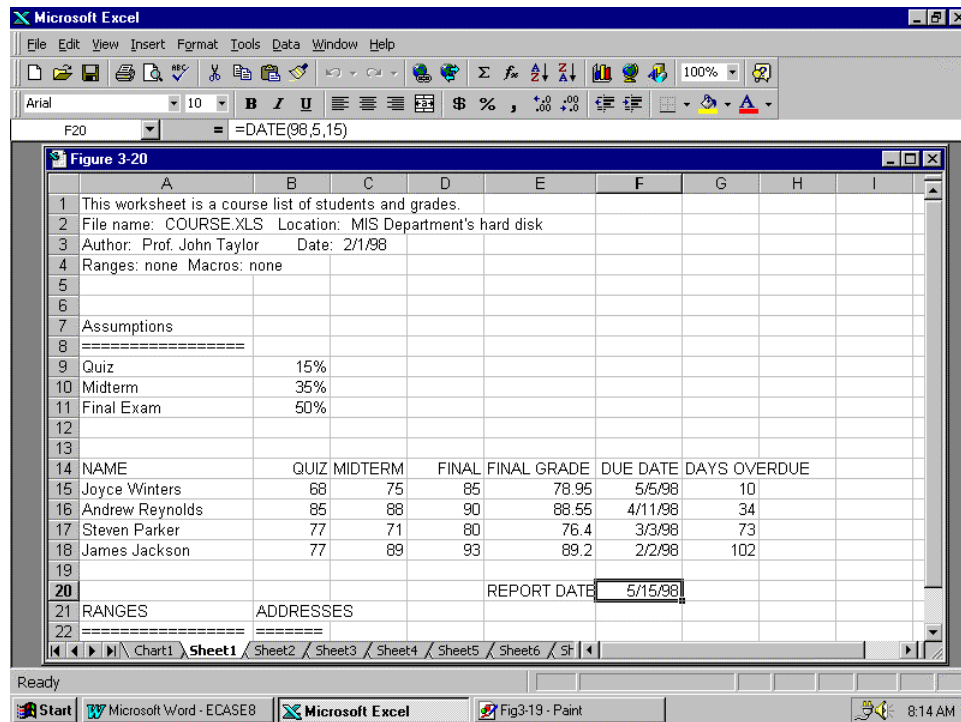 Microsoft Excel
File Edit View Insert Format Tools Data Window Help
ABC Σ fx A Z Z A 100%
Arial 10 B I U $ % , .0 .00 .00 .0 A
F20 = =DATE(98,5,15)
Figure 3-20
A B C D E F G H I
1 This worksheet is a course list of students and grades.
2 File name: COURSE.XLS Location: MIS Department's hard disk
3 Author: Prof. John Taylor Date: 2/1/98
4 Ranges: none Macros: none
5
6
7 Assumptions
8 =================
9 Quiz 15%
10 Midterm 35%
11 Final Exam 50%
12
13
14 NAME QUIZ MIDTERM FINAL FINAL GRADE DUE DATE DAYS OVERDUE
15 Joyce Winters 68 75 85 78.95 5/5/98 10
16 Andrew Reynolds 85 88 90 88.55 4/11/98 34
17 Steven Parker 77 71 80 76.4 3/3/98 73
18 James Jackson 77 89 93 89.2 2/2/98 102
19
20 REPORT DATE 5/15/98
21 RANGES ADDRESSES
22 ================= =======
Chart1 Sheet1 Sheet2 Sheet3 Sheet4 Sheet5 Sheet6 Sh
Ready
Start Microsoft Word - ECASE8 Microsoft Excel Fig3-19 - Paint 8:14 AM